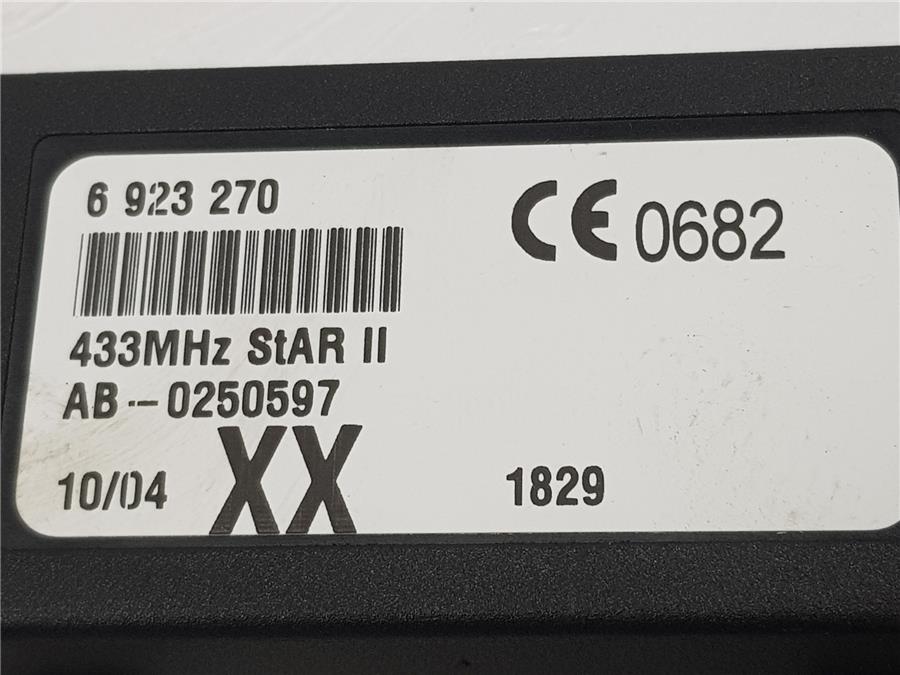 6 923 270
CE 0682
433MHz StAR II
AB--0250597
XX
10/04
1829